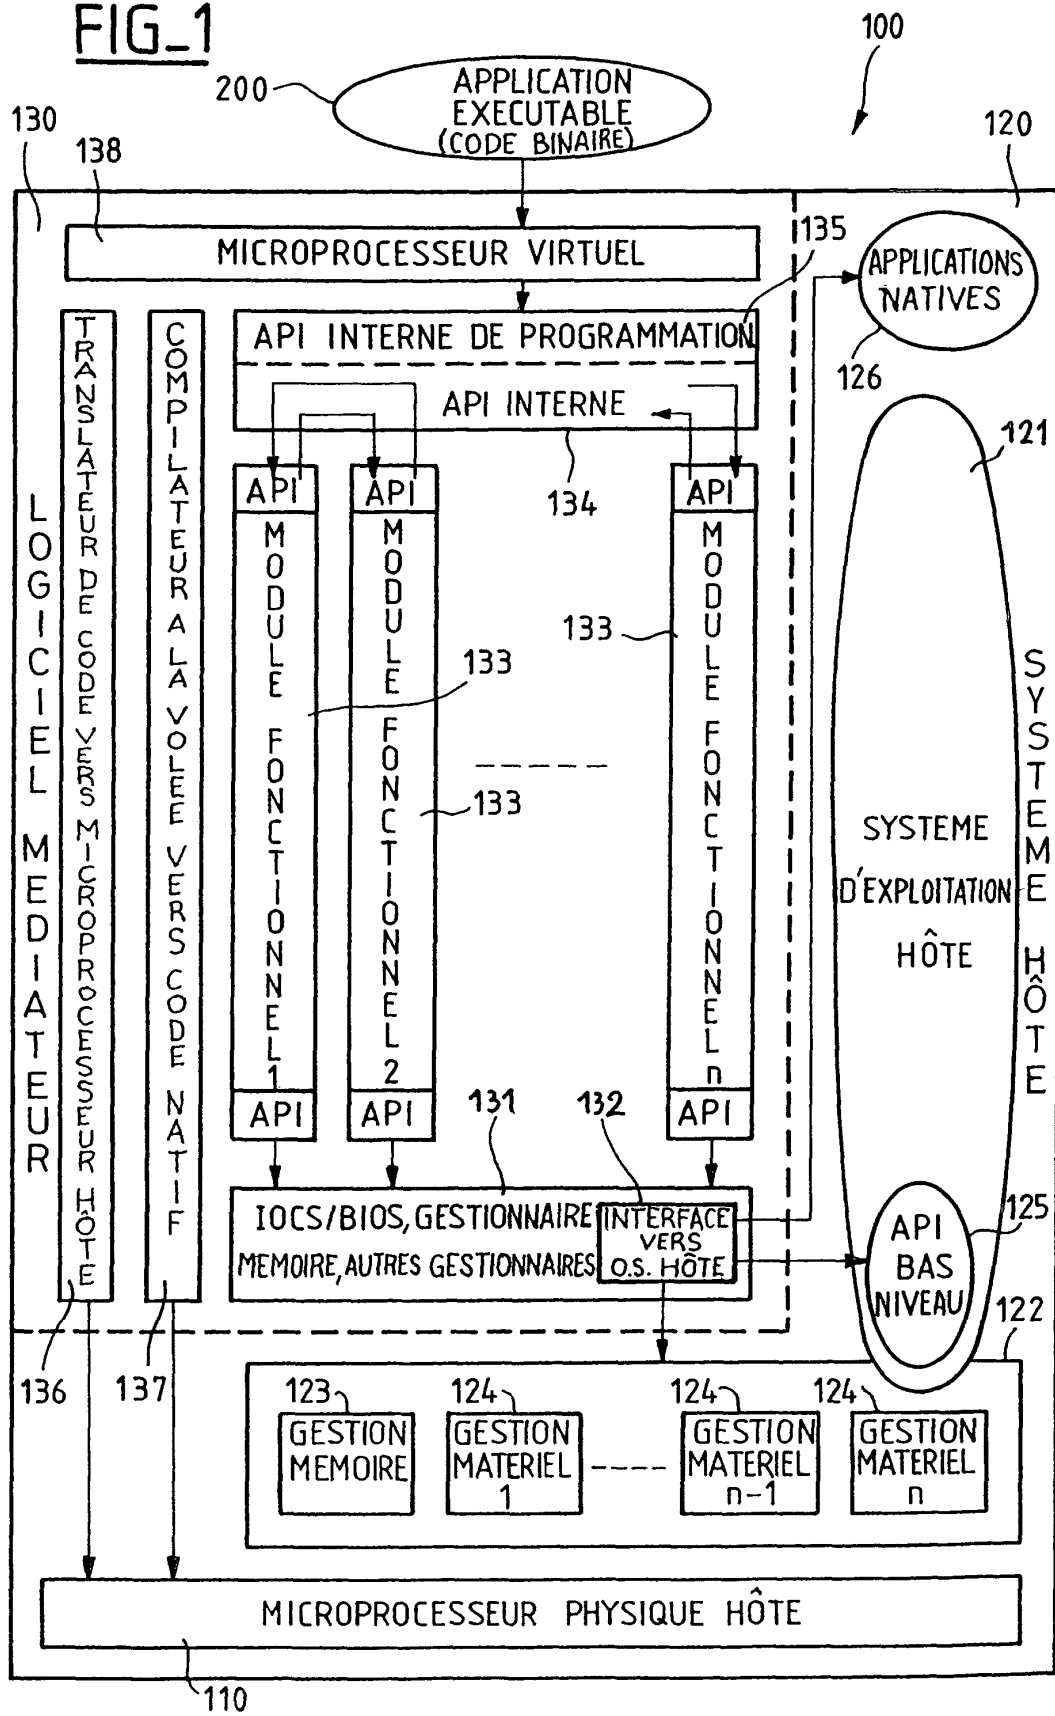 FIG_1
100
200
APPLICATION
EXECUTABLE
(CODE BINAIRE)
130
138
120
MICROPROCESSEUR VIRTUEL
135
APPLICATIONS
NATIVES
126
API INTERNE DE PROGRAMMATION
API INTERNE
134
121
LOGICIEL MEDIATEUR
TRANSLATEUR DE CODE VERS MICROPROCESSEUR HÔTE
COMPILATEUR A LA VOLEE VERS CODE NATIF
API
MODULE FONCTIONNEL 1
API
API
MODULE FONCTIONNEL 2
API
API
MODULE FONCTIONNEL n
API
133
133
133
SYSTEME
D'EXPLOITATION
HÔTE
SYSTEME HÔTE
131
132
IOCS/BIOS, GESTIONNAIRE
MEMOIRE, AUTRES GESTIONNAIRES
INTERFACE
VERS
O.S. HÔTE
125
API
BAS
NIVEAU
122
136
137
123
GESTION
MEMOIRE
124
GESTION
MATERIEL
1
124
GESTION
MATERIEL
n-1
124
GESTION
MATERIEL
n
MICROPROCESSEUR PHYSIQUE HÔTE
110